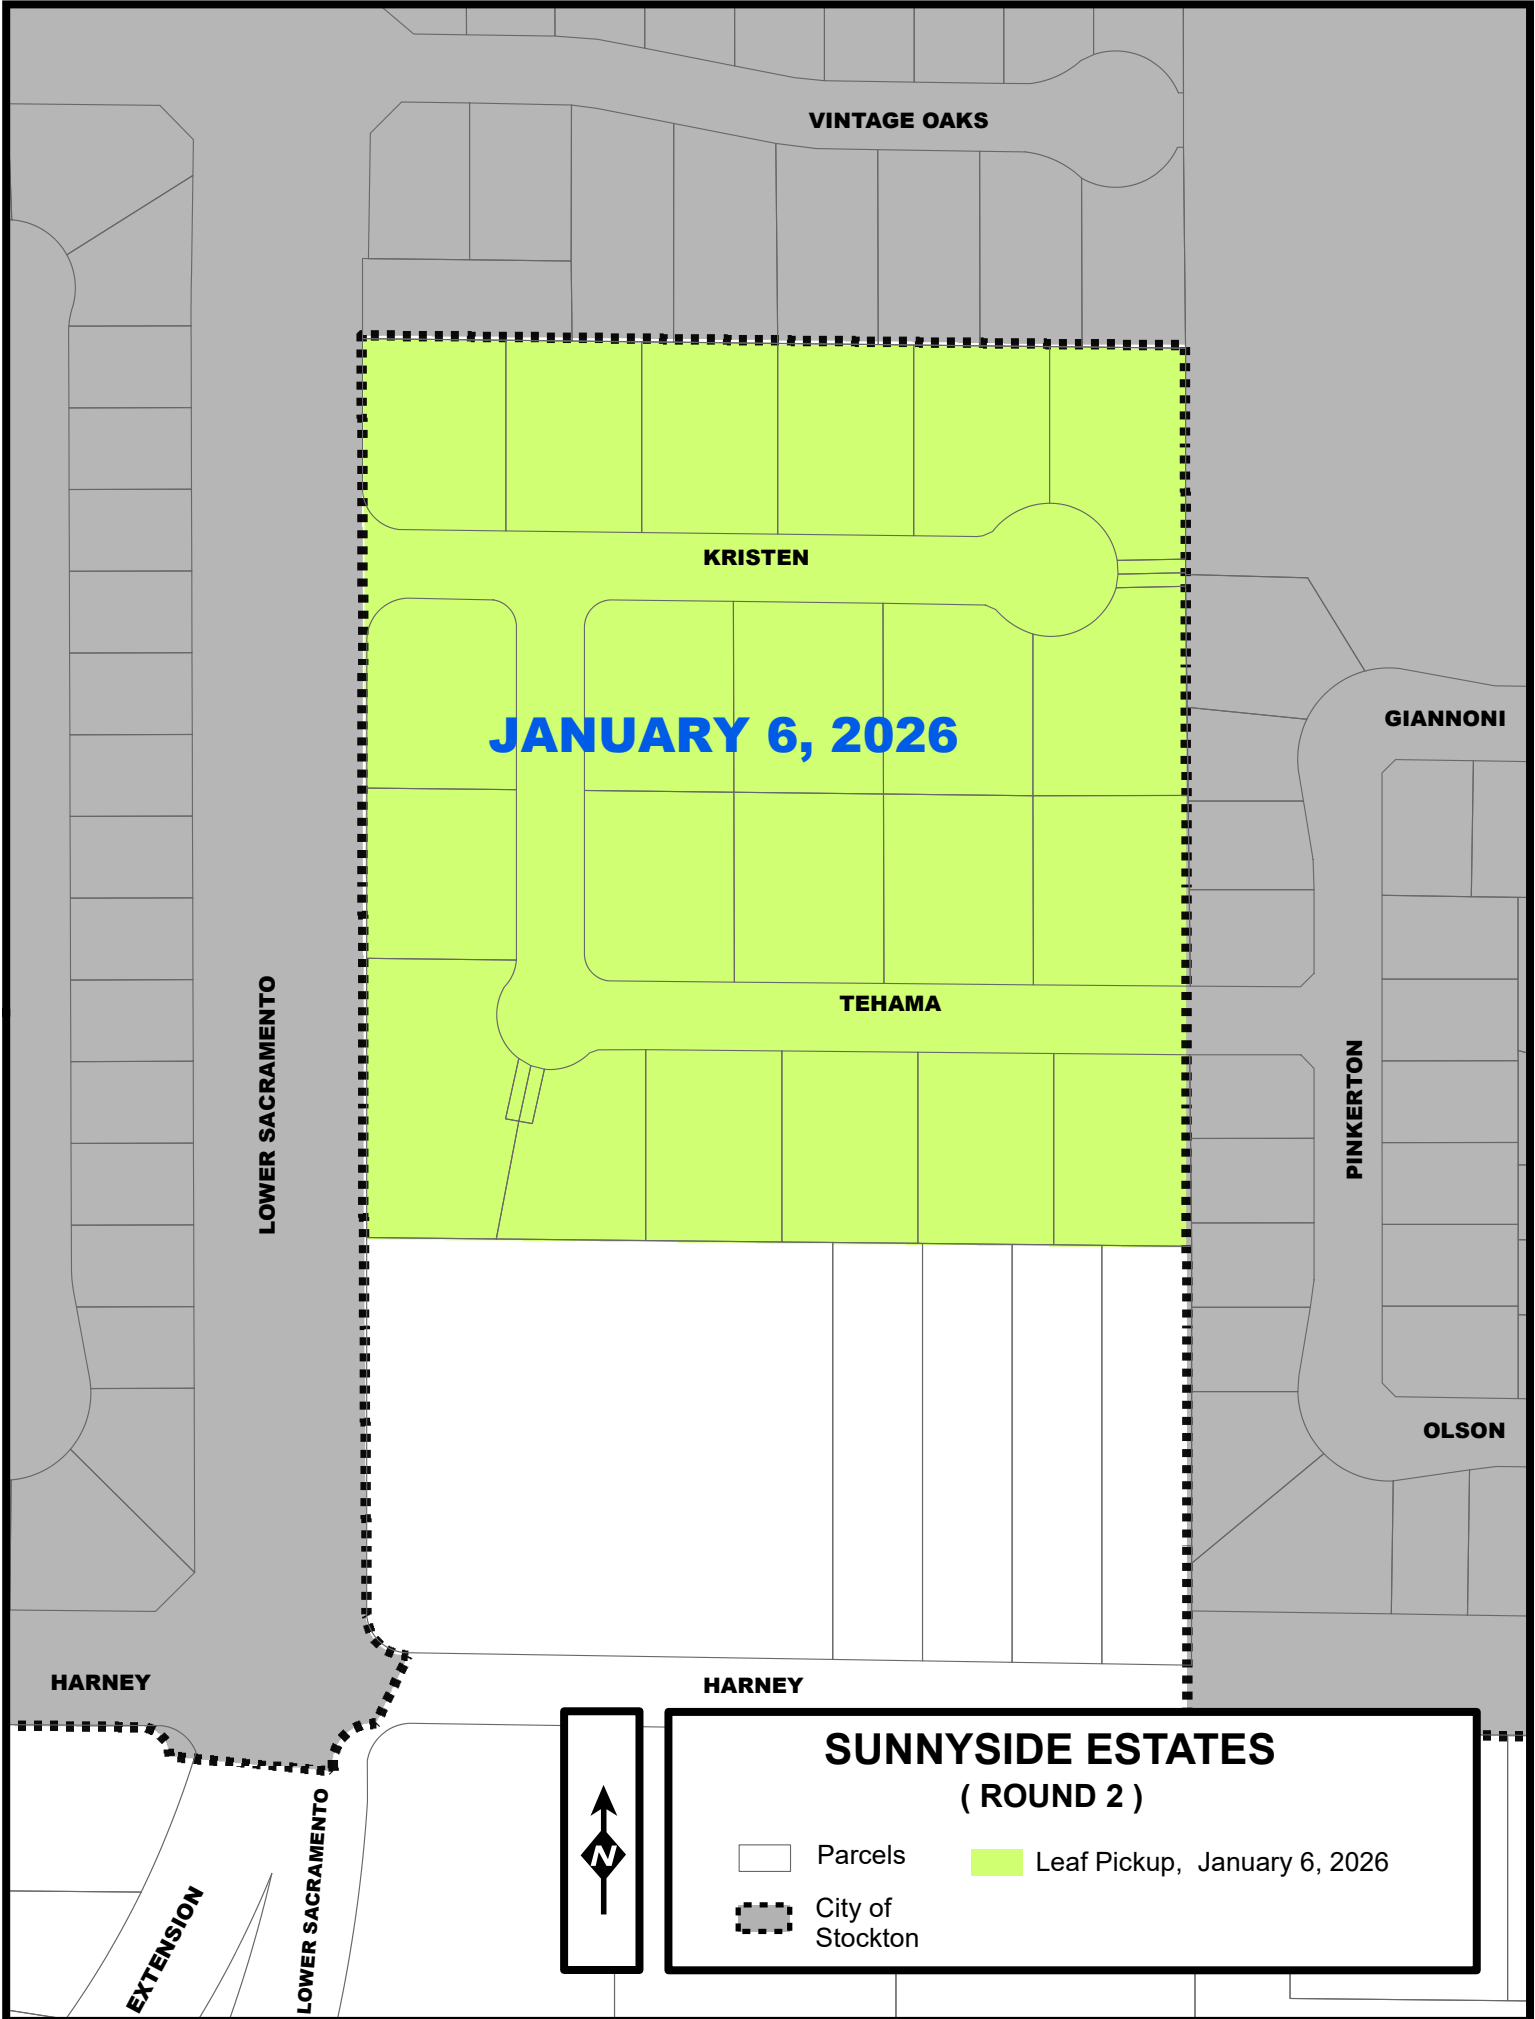 VINTAGE OAKS
KRISTEN
GIANNONI
JANUARY 6, 2026
TEHAMA
LOWER SACRAMENTO
PINKERTON
OLSON
HARNEY
HARNEY
EXTENSION
LOWER SACRAMENTO
N
SUNNYSIDE ESTATES
( ROUND 2 )
Parcels
Leaf Pickup, January 6, 2026
City of
Stockton